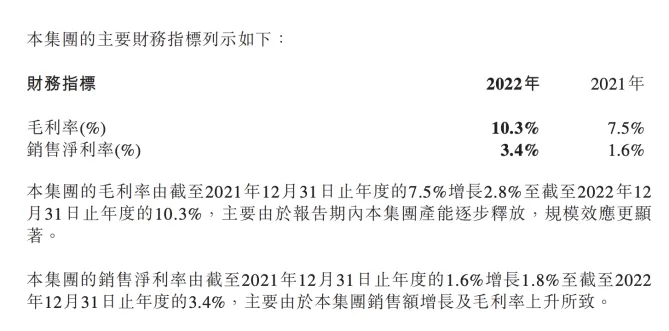 本集團的主要財務指標列示如下：
財務指標 2022年 2021年
毛利率(%) 10.3% 7.5%
銷售淨利率(%) 3.4% 1.6%
本集團的毛利率由截至2021年12月31日止年度的7.5%增長2.8%至截至2022年12
月31日止年度的10.3%，主要由於報告期內本集團產能逐步釋放，規模效應更顯
著。
本集團的銷售淨利率由截至2021年12月31日止年度的1.6%增長1.8%至截至2022
年12月31日止年度的3.4%，主要由於本集團銷售額增長及毛利率上升所致。